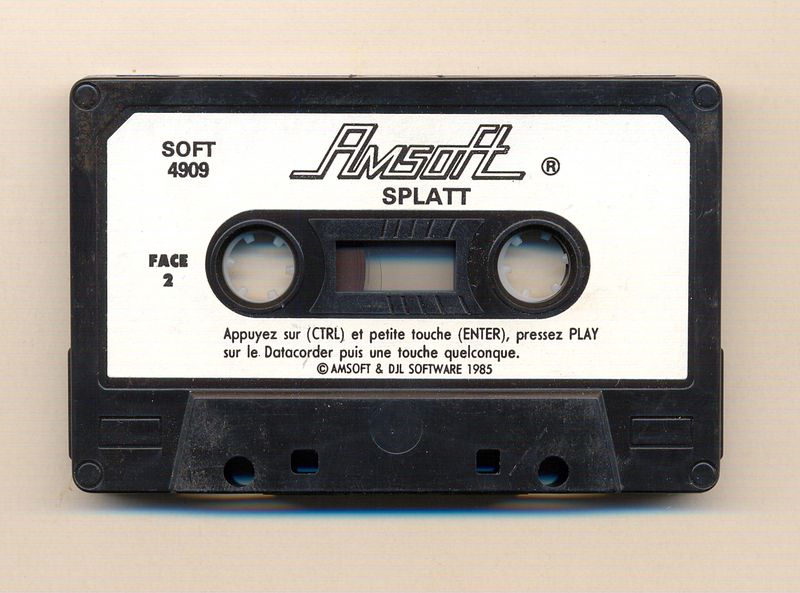 SOFT
4909
Amsoft ®
SPLATT
FACE
2
Appuyez sur (CTRL) et petite touche (ENTER), pressez PLAY
sur le Datacorder puis une touche quelconque.
© AMSOFT & DJL SOFTWARE 1985